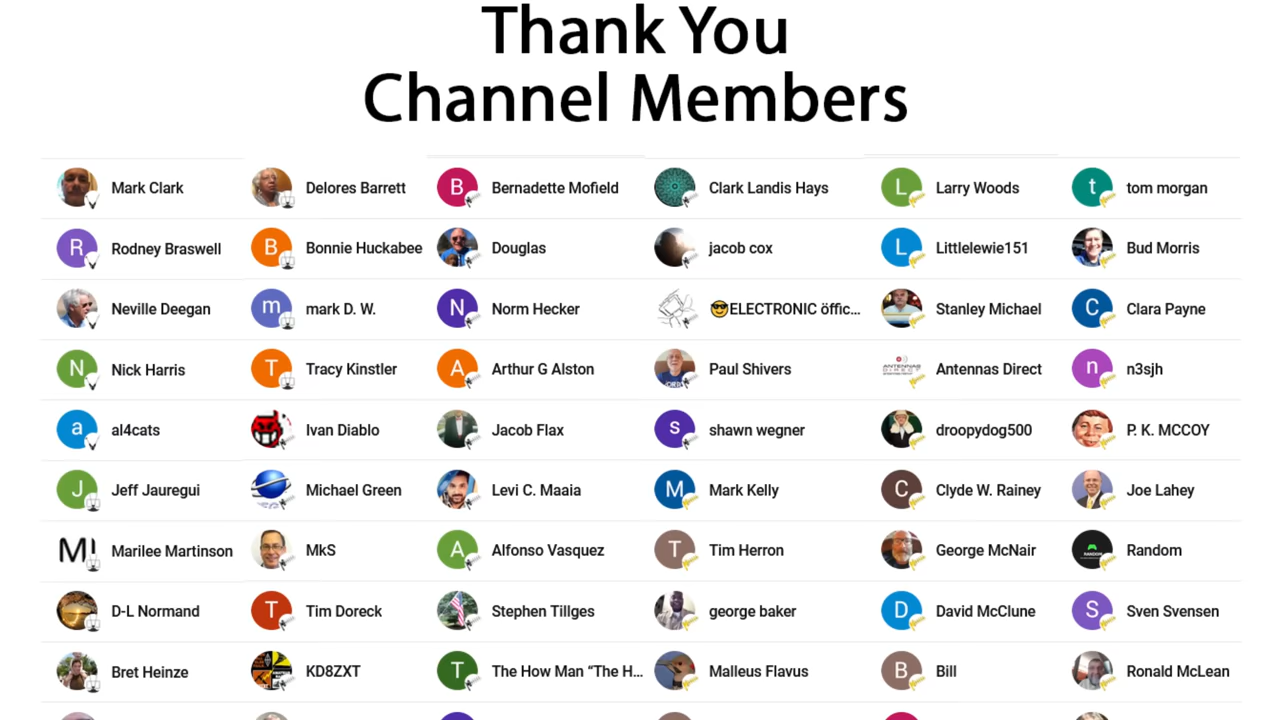 Thank You
Channel Members
Mark Clark
Delores Barrett
B Bernadette Mofield
Clark Landis Hays
L Larry Woods
t tom morgan
R Rodney Braswell
B Bonnie Huckabee
Douglas
jacob cox
L Littlelewie151
Bud Morris
Neville Deegan
m mark D. W.
N Norm Hecker
😎ELECTRONIC öffic...
Stanley Michael
C Clara Payne
N Nick Harris
T Tracy Kinstler
A Arthur G Alston
Paul Shivers
ANTENNAS DIRECT Antennas Direct
n n3sjh
a al4cats
Ivan Diablo
Jacob Flax
s shawn wegner
droopydog500
P. K. MCCOY
J Jeff Jauregui
Michael Green
Levi C. Maaia
M Mark Kelly
C Clyde W. Rainey
Joe Lahey
M Marilee Martinson
MkS
A Alfonso Vasquez
T Tim Herron
George McNair
RANDOM Random
D-L Normand
T Tim Doreck
Stephen Tillges
george baker
D David McClune
S Sven Svensen
Bret Heinze
KD8ZXT
T The How Man “The H...
Malleus Flavus
B Bill
Ronald McLean